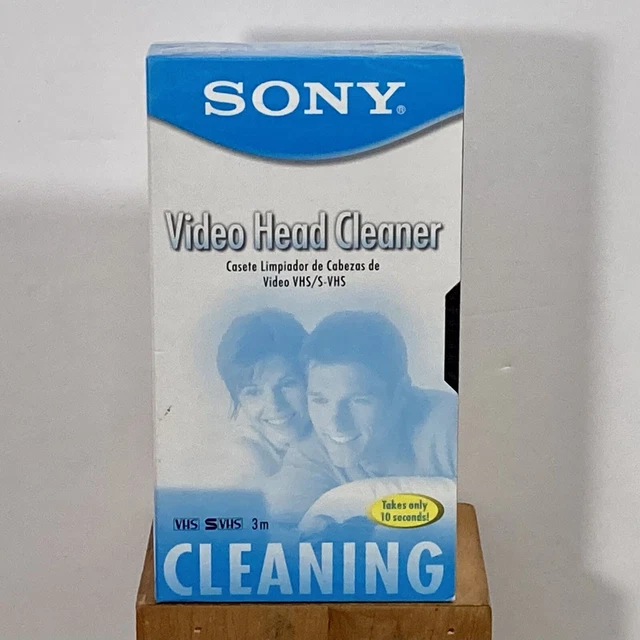 SONY®
Video Head Cleaner
Casete Limpiador de Cabezas de
Video VHS/S-VHS
Takes only
10 seconds!
VHS SVHS 3m
CLEANING